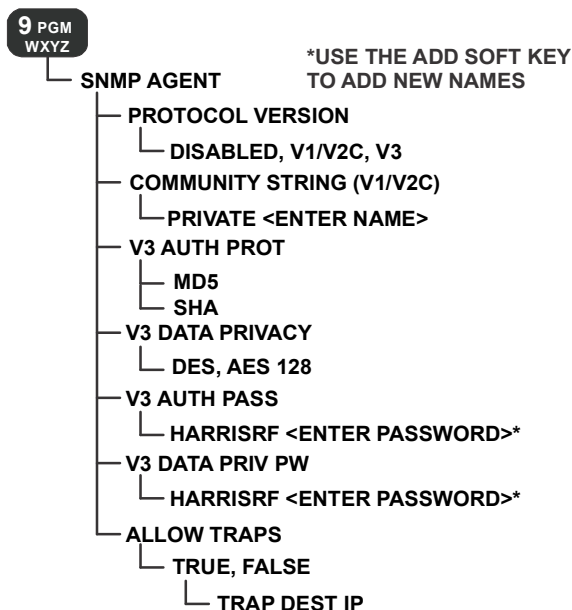 9 PGM
WXYZ
*USE THE ADD SOFT KEY
TO ADD NEW NAMES
SNMP AGENT
PROTOCOL VERSION
DISABLED, V1/V2C, V3
COMMUNITY STRING (V1/V2C)
PRIVATE <ENTER NAME>
V3 AUTH PROT
MD5
SHA
V3 DATA PRIVACY
DES, AES 128
V3 AUTH PASS
HARRISRF <ENTER PASSWORD>*
V3 DATA PRIV PW
HARRISRF <ENTER PASSWORD>*
ALLOW TRAPS
TRUE, FALSE
TRAP DEST IP